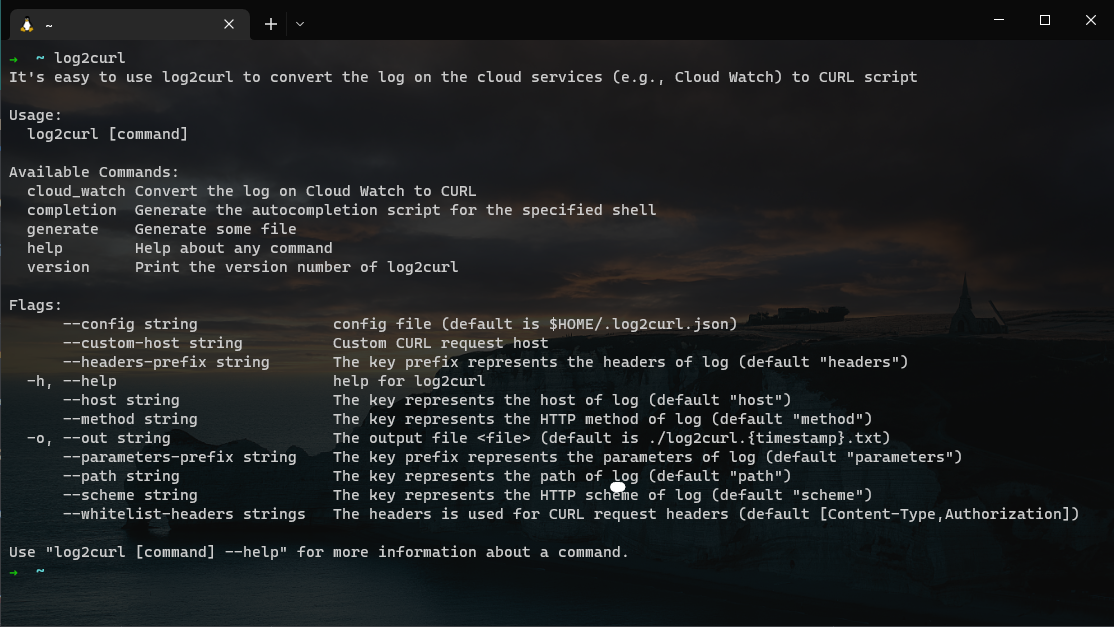 ~
→ ~ log2curl
It's easy to use log2curl to convert the log on the cloud services (e.g., Cloud Watch) to CURL script
Usage:
  log2curl [command]
Available Commands:
  cloud_watch Convert the log on Cloud Watch to CURL
  completion  Generate the autocompletion script for the specified shell
  generate    Generate some file
  help        Help about any command
  version     Print the version number of log2curl
Flags:
      --config string               config file (default is $HOME/.log2curl.json)
      --custom-host string          Custom CURL request host
      --headers-prefix string       The key prefix represents the headers of log (default "headers")
  -h, --help                        help for log2curl
      --host string                 The key represents the host of log (default "host")
      --method string               The key represents the HTTP method of log (default "method")
  -o, --out string                  The output file <file> (default is ./log2curl.{timestamp}.txt)
      --parameters-prefix string    The key prefix represents the parameters of log (default "parameters")
      --path string                 The key represents the path of log (default "path")
      --scheme string               The key represents the HTTP scheme of log (default "scheme")
      --whitelist-headers strings   The headers is used for CURL request headers (default [Content-Type,Authorization])
Use "log2curl [command] --help" for more information about a command.
→ ~